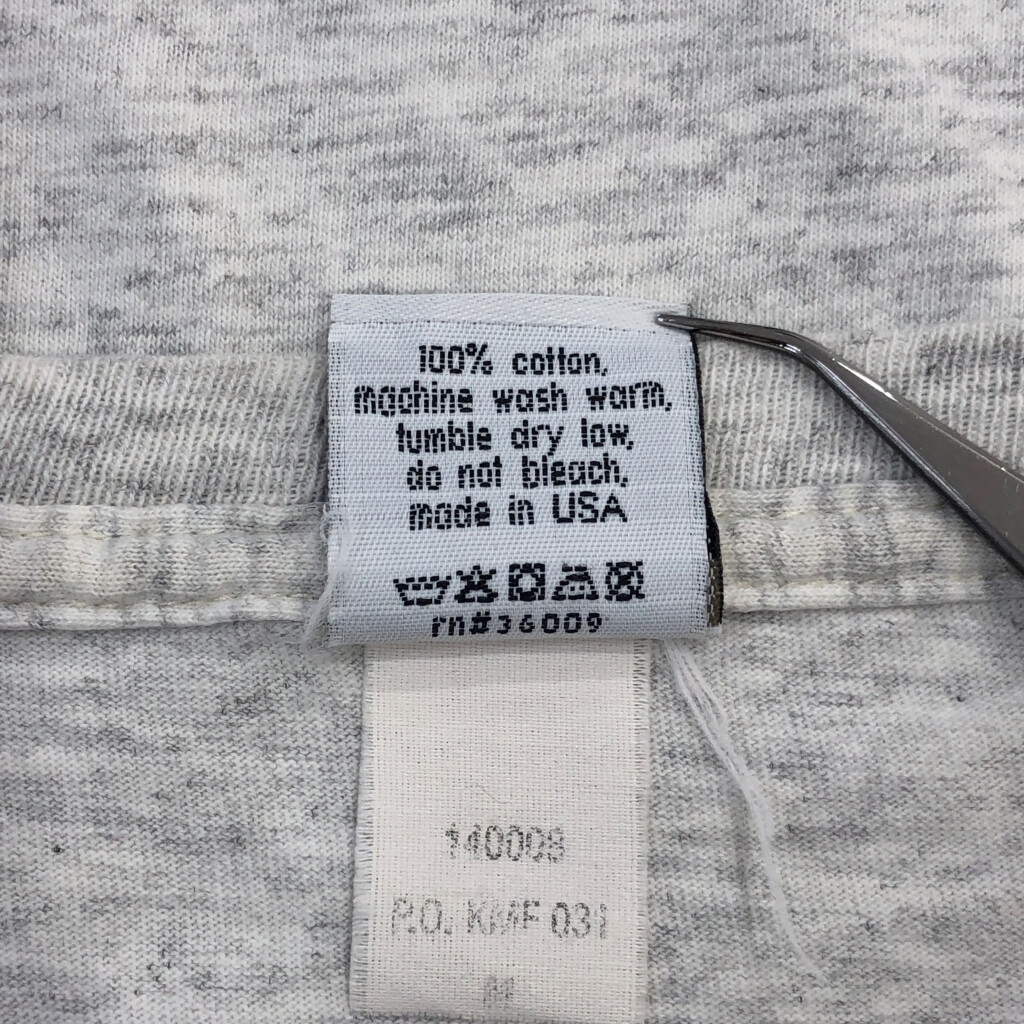 100% cotton,
machine wash warm,
tumble dry low,
do not bleach,
made in USA
rn#36009
140008
P.O. KMF 031
M